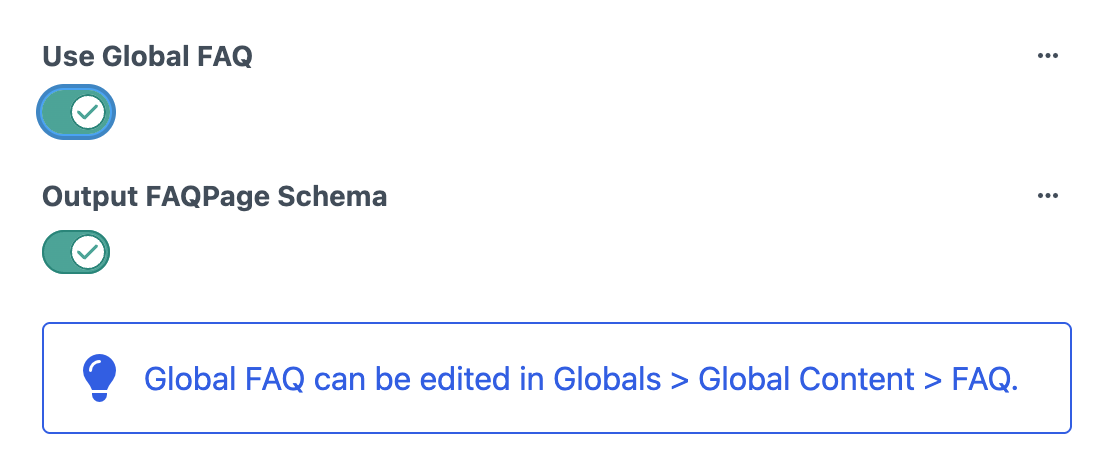 Use Global FAQ
Output FAQPage Schema
Global FAQ can be edited in Globals > Global Content > FAQ.